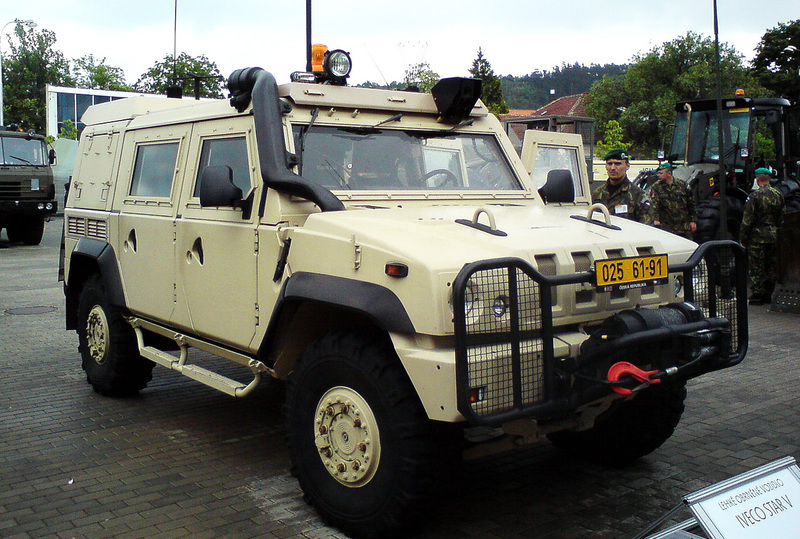 025 61-91
ČESKÁ REPUBLIKA
LEHKÉ OBRNĚNÉ VOZIDLO
IVECO STAR V